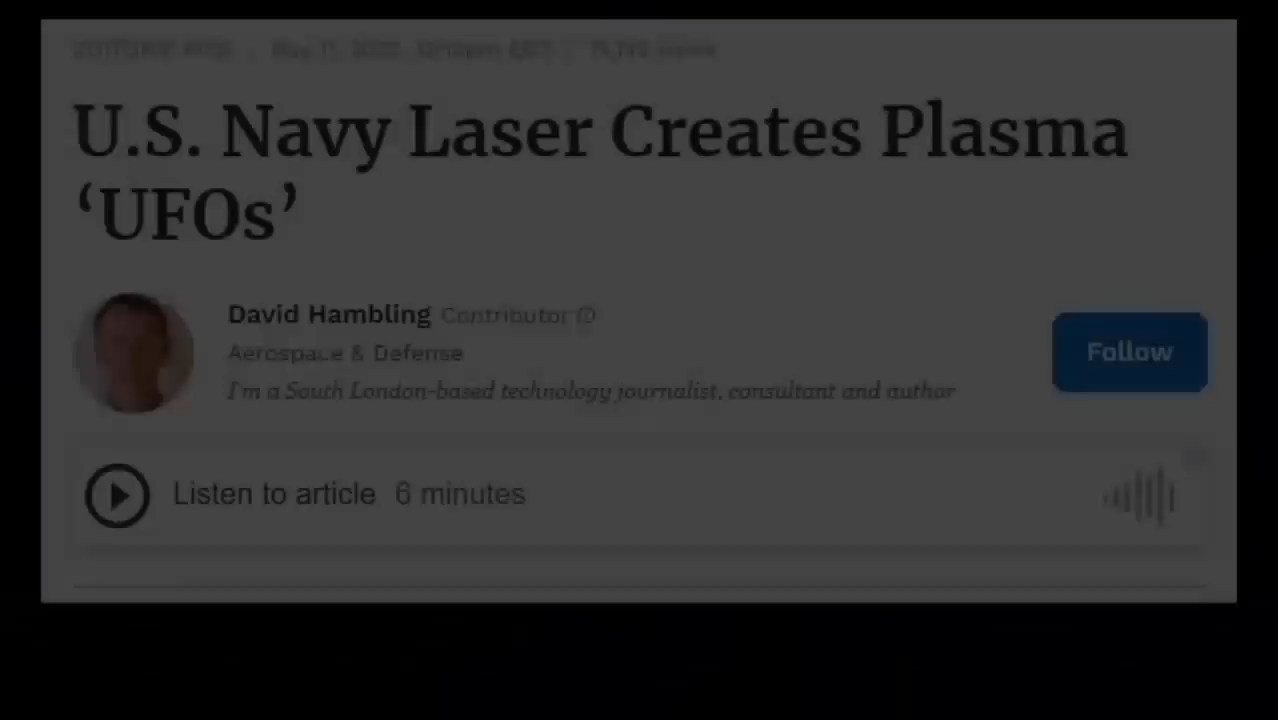 U.S. Navy Laser Creates Plasma
‘UFOs’
David Hambling Contributor
Aerospace & Defense
I'm a South London-based technology journalist, consultant and author
Follow
Listen to article 6 minutes